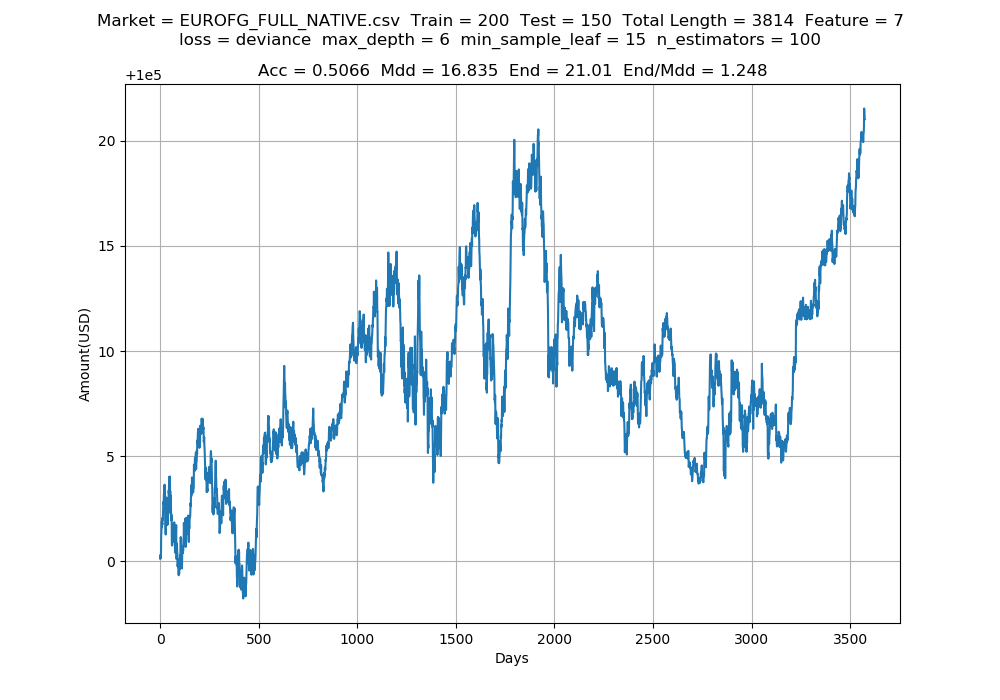 Market = EUROFG_FULL_NATIVE.csv  Train = 200  Test = 150  Total Length = 3814  Feature = 7
loss = deviance  max_depth = 6  min_sample_leaf = 15  n_estimators = 100
Acc = 0.5066  Mdd = 16.835  End = 21.01  End/Mdd = 1.248
+1e5
20
15
10
5
0
Amount(USD)
0 500 1000 1500 2000 2500 3000 3500
Days